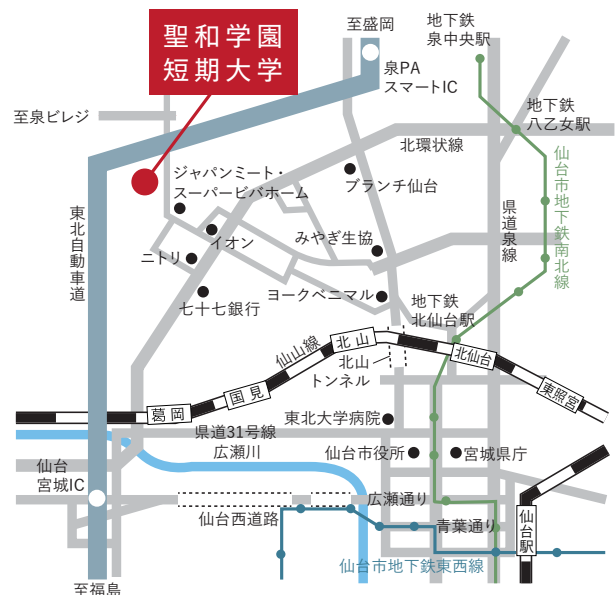 聖和学園
短期大学
至盛岡
地下鉄
泉中央駅
泉PA
スマートIC
至泉ビレジ
地下鉄
八乙女駅
北環状線
ジャパンミート・
スーパービバホーム
ブランチ仙台
仙台市地下鉄南北線
県道泉線
東北自動車道
イオン
みやぎ生協
ニトリ
ヨークベニマル
七十七銀行
地下鉄
北仙台駅
仙山線
北山
北仙台
北山
トンネル
国見
東照宮
葛岡
東北大学病院
県道31号線
広瀬川
仙台市役所
宮城県庁
仙台
宮城IC
広瀬通り
仙台西道路
青葉通り
仙台駅
仙台市地下鉄東西線
至福島